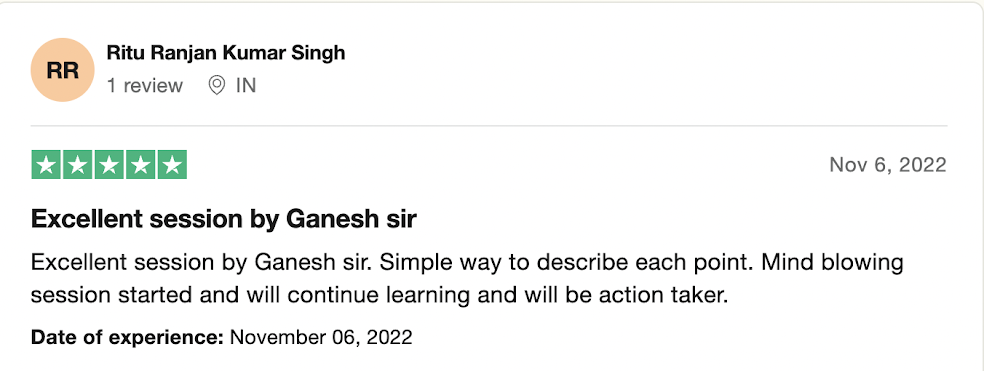 RR
Ritu Ranjan Kumar Singh
1 review IN
Nov 6, 2022
Excellent session by Ganesh sir
Excellent session by Ganesh sir. Simple way to describe each point. Mind blowing
session started and will continue learning and will be action taker.
Date of experience: November 06, 2022